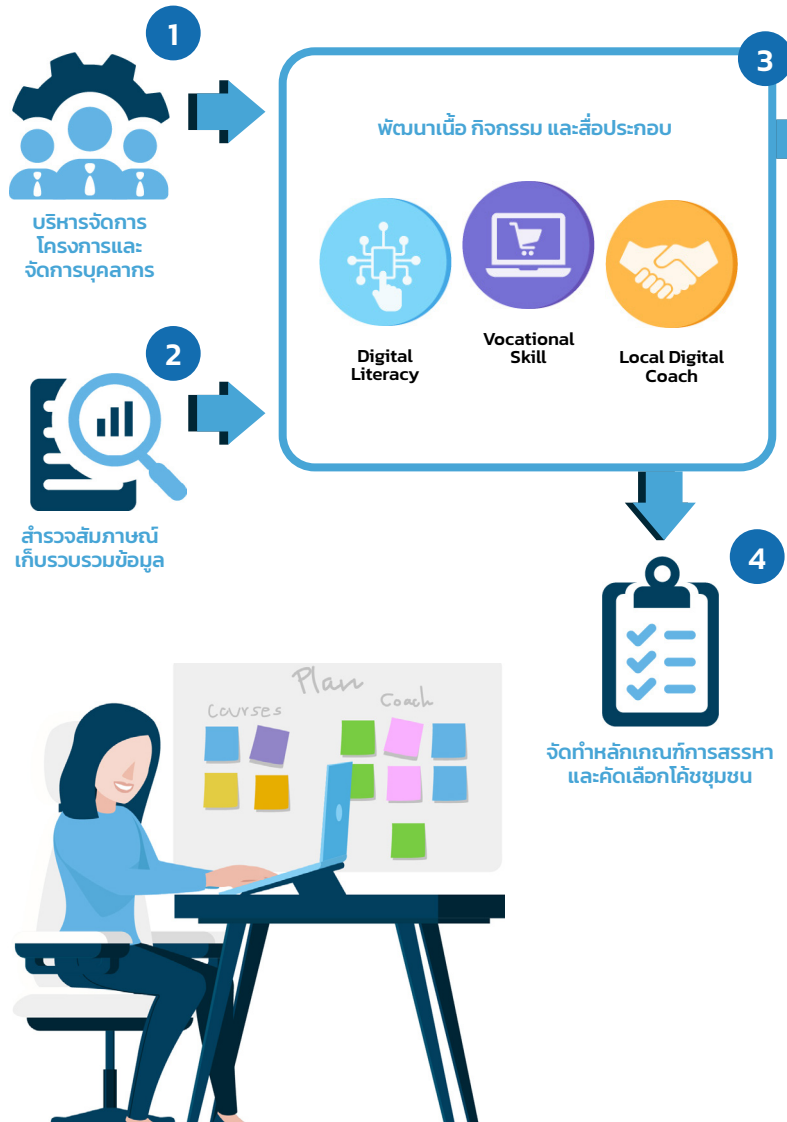 1
บริหารจัดการ
โครงการและ
จัดการบุคลากร
2
สำรวจสัมภาษณ์
เก็บรวบรวมข้อมูล
3
พัฒนาเนื้อ กิจกรรม และสื่อประกอบ
Digital
Literacy
Vocational
Skill
Local Digital
Coach
4
จัดทำหลักเกณฑ์การสรรหา
และคัดเลือกโค้ชชุมชน
Plan
Courses
Coach